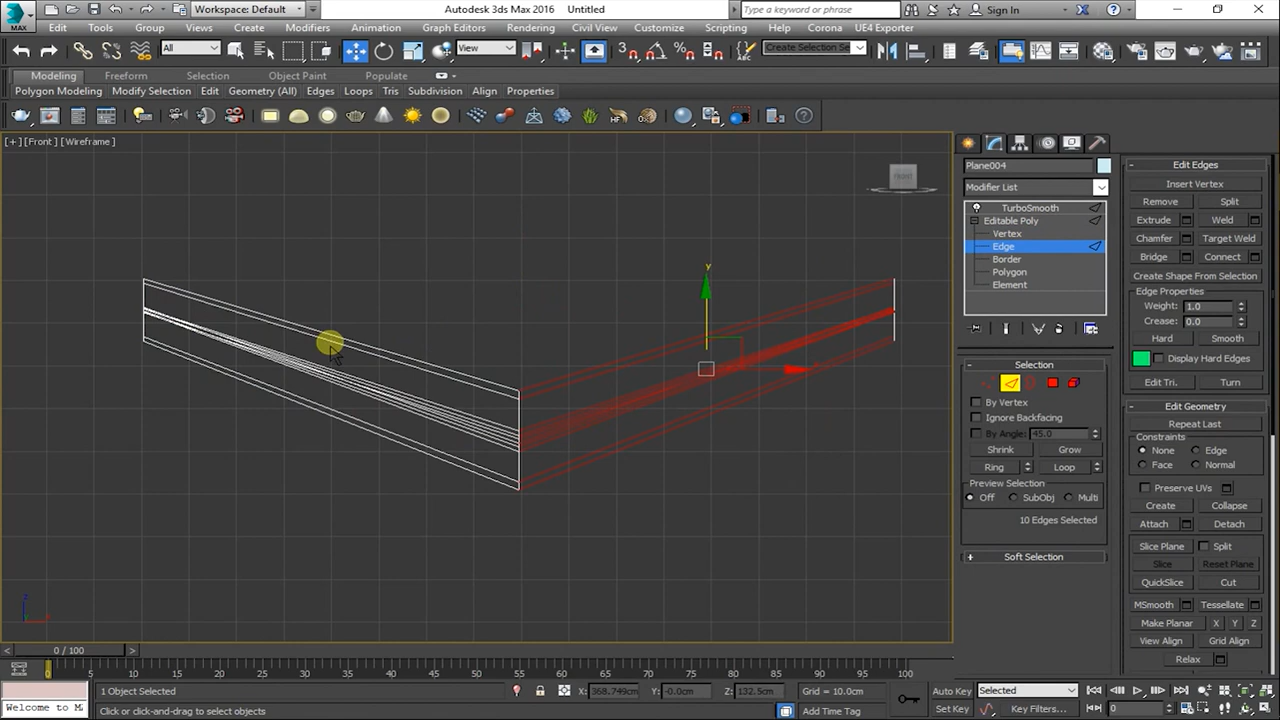 MAX
Workspace: Default
Autodesk 3ds Max 2016 Untitled
Type a keyword or phrase
Sign In
Edit Tools Group Views Create Modifiers Animation Graph Editors Rendering Civil View Customize Scripting Corona Help UE4 Exporter
All
View
3
Create Selection Se
Modeling Freeform Selection Object Paint Populate
Polygon Modeling Modify Selection Edit Geometry (All) Edges Loops Tris Subdivision Align Properties
HF
[+] [Front] [Wireframe]
FRONT
y
z
x
Plane004
Modifier List
TurboSmooth
Editable Poly
Vertex
Edge
Border
Polygon
Element
Selection
By Vertex
Ignore Backfacing
By Angle: 45.0
Shrink Grow
Ring Loop
Preview Selection
Off SubObj Multi
10 Edges Selected
Soft Selection
Edit Edges
Insert Vertex
Remove Split
Extrude Weld
Chamfer Target Weld
Bridge Connect
Create Shape From Selection
Edge Properties
Weight: 1.0
Crease: 0.0
Hard Smooth
Display Hard Edges
Edit Tri. Turn
Edit Geometry
Repeat Last
Constraints
None Edge
Face Normal
Preserve UVs
Create Collapse
Attach Detach
Slice Plane Split
Slice Reset Plane
QuickSlice Cut
MSmooth Tessellate
Make Planar X Y Z
View Align Grid Align
Relax
0 / 100
0 5 10 15 20 25 30 35 40 45 50 55 60 65 70 75 80 85 90 95 100
1 Object Selected
X: 368.749cm Y: -0.0cm Z: 132.5cm Grid = 10.0cm
Auto Key Selected
Welcome to M
Click or click-and-drag to select objects
Add Time Tag
Set Key Key Filters...
0